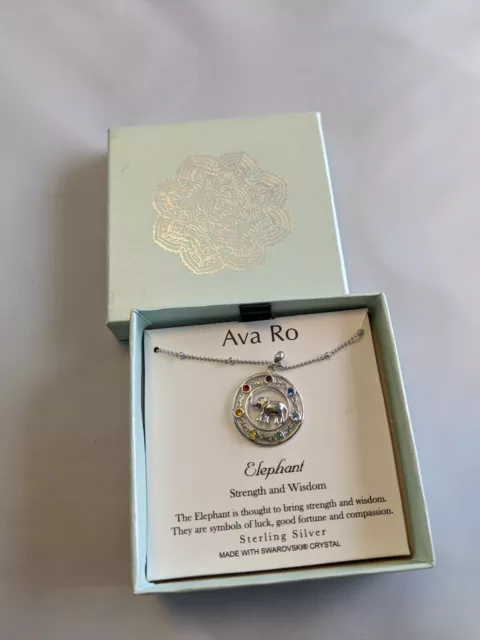 Ava Ro
Elephant
Strength and Wisdom
The Elephant is thought to bring strength and wisdom.
They are symbols of luck, good fortune and compassion.
Sterling Silver
MADE WITH SWAROVSKI® CRYSTAL